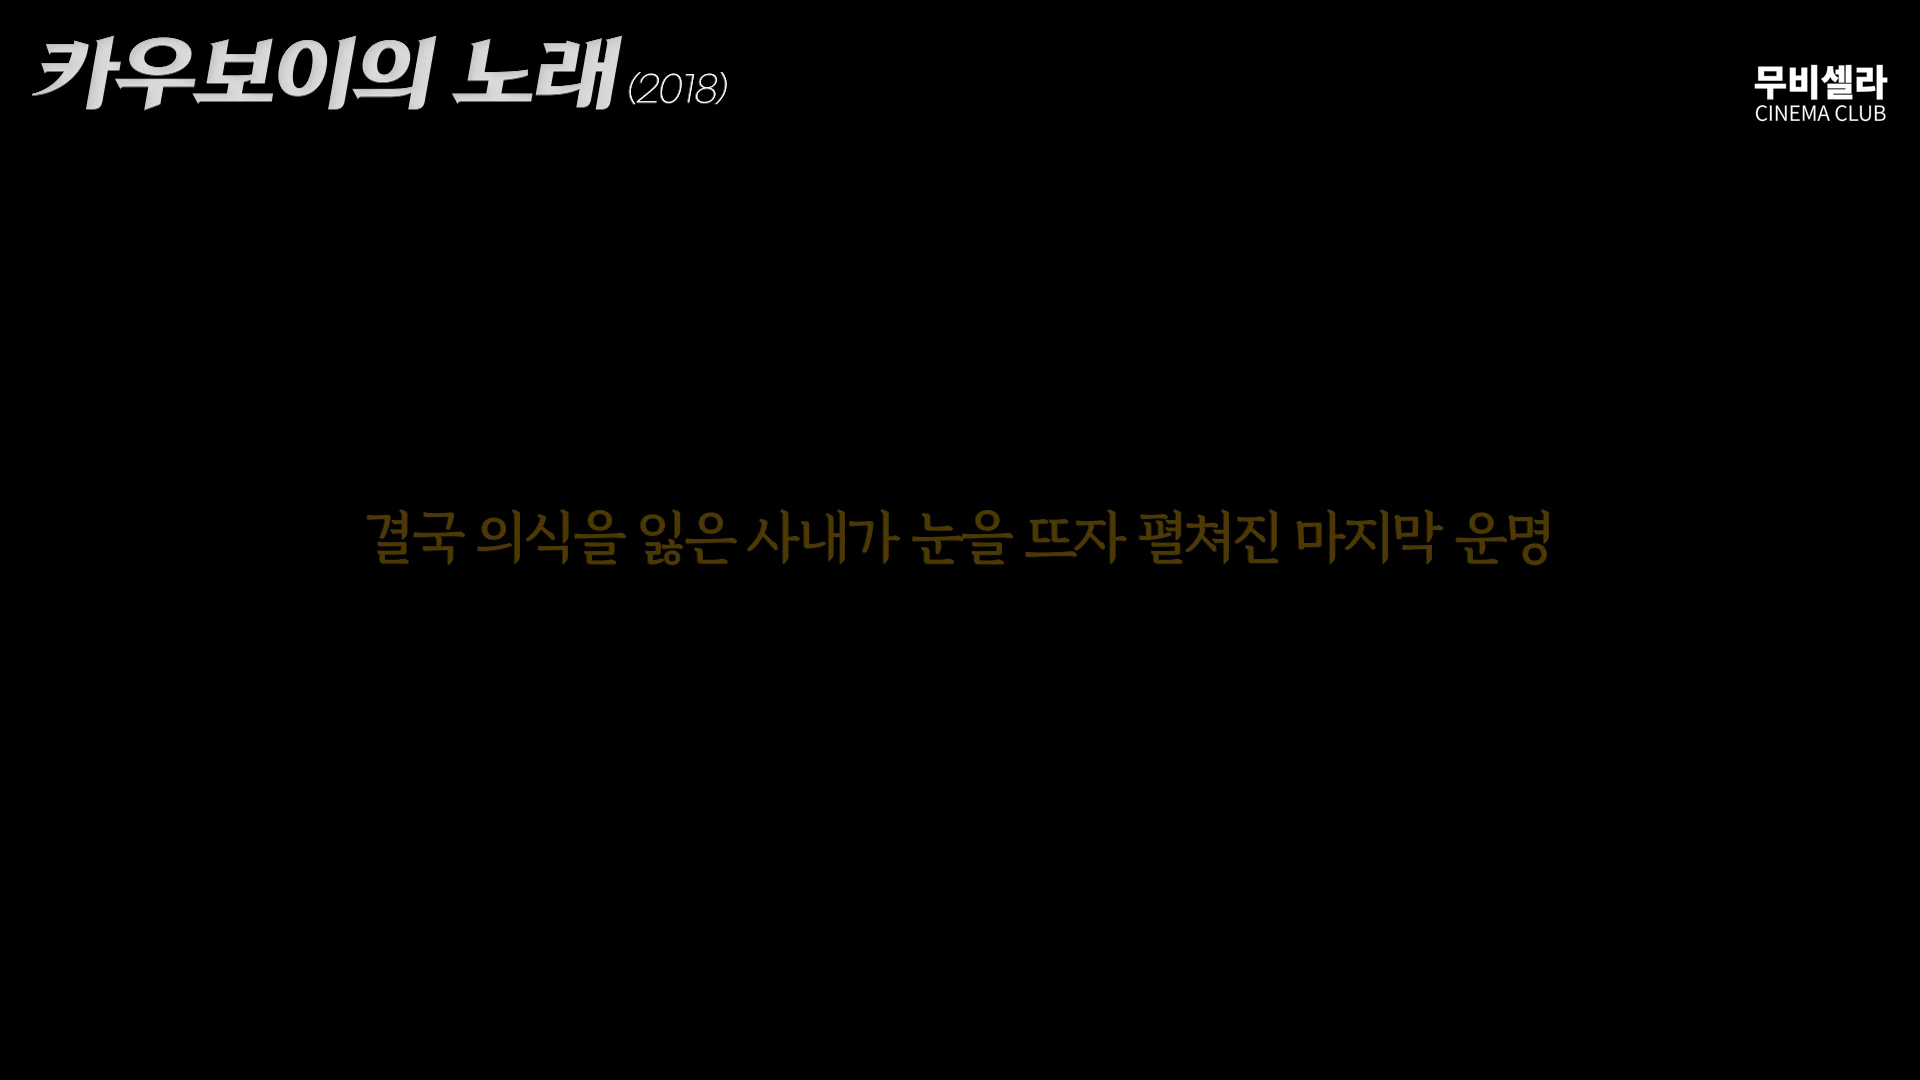 카우보이의 노래 (2018)
무비셀라
CINEMA CLUB
결국 의식을 잃은 사내가 눈을 뜨자 펼쳐진 마지막 운명